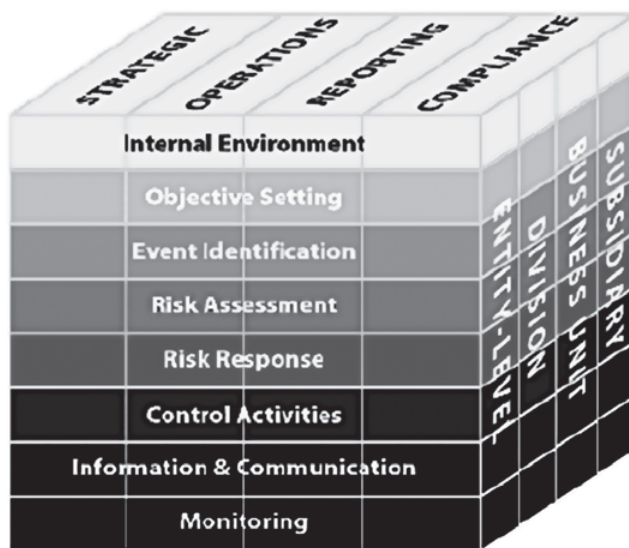 STRATEGIC
OPERATIONS
REPORTING
COMPLIANCE
Internal Environment
Objective Setting
Event Identification
Risk Assessment
Risk Response
Control Activities
Information & Communication
Monitoring
ENTITY-LEVEL
DIVISION
BUSINESS UNIT
SUBSIDIARY